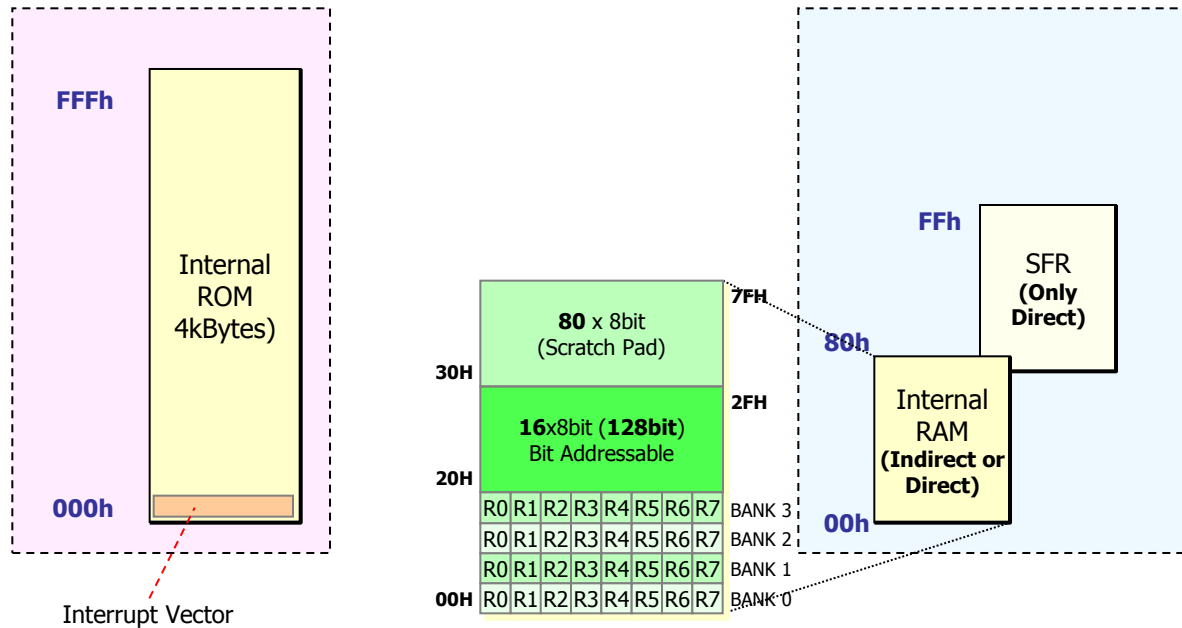 FFFh
Internal
ROM
4kBytes)
000h
Interrupt Vector
80 x 8bit
(Scratch Pad)
7FH
30H
2FH
16x8bit (128bit)
Bit Addressable
20H
R0 R1 R2 R3 R4 R5 R6 R7 BANK 3
R0 R1 R2 R3 R4 R5 R6 R7 BANK 2
R0 R1 R2 R3 R4 R5 R6 R7 BANK 1
00H R0 R1 R2 R3 R4 R5 R6 R7 BANK 0
FFh
SFR
(Only
Direct)
80h
Internal
RAM
(Indirect or
Direct)
00h